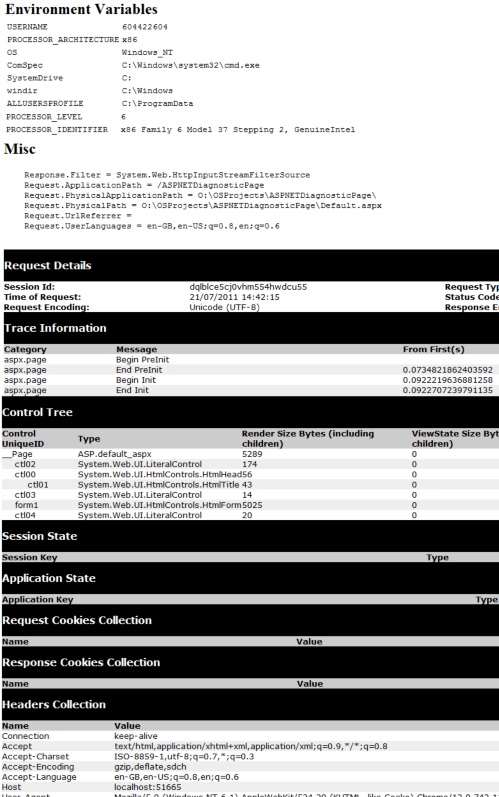 Environment Variables
USERNAME 604422604
PROCESSOR_ARCHITECTURE x86
OS Windows_NT
ComSpec C:\Windows\system32\cmd.exe
SystemDrive C:
windir C:\Windows
ALLUSERSPROFILE C:\ProgramData
PROCESSOR_LEVEL 6
PROCESSOR_IDENTIFIER x86 Family 6 Model 37 Stepping 2, GenuineIntel
Misc
Response.Filter = System.Web.HttpInputStreamFilterSource
Request.ApplicationPath = /ASPNETDiagnosticPage
Request.PhysicalApplicationPath = O:\OSProjects\ASPNETDiagnosticPage\
Request.PhysicalPath = O:\OSProjects\ASPNETDiagnosticPage\Default.aspx
Request.UrlReferrer =
Request.UserLanguages = en-GB,en-US;q=0.8,en;q=0.6
Request Details
Session Id: dqlblce5cj0vhm554hwdcu55 Request Typ
Time of Request: 21/07/2011 14:42:15 Status Code
Request Encoding: Unicode (UTF-8) Response E
Trace Information
Category Message From First(s)
aspx.page Begin PreInit
aspx.page End PreInit 0.0734821862403592
aspx.page Begin Init 0.0922219636881258
aspx.page End Init 0.0922707239791135
Control Tree
Control UniqueID Type Render Size Bytes (including children) ViewState Size Byt children)
__Page ASP.default_aspx 5289 0
ctl02 System.Web.UI.LiteralControl 174 0
ctl00 System.Web.UI.HtmlControls.HtmlHead 56 0
ctl01 System.Web.UI.HtmlControls.HtmlTitle 43 0
ctl03 System.Web.UI.LiteralControl 14 0
form1 System.Web.UI.HtmlControls.HtmlForm 5025 0
ctl04 System.Web.UI.LiteralControl 20 0
Session State
Session Key Type
Application State
Application Key Type
Request Cookies Collection
Name Value
Response Cookies Collection
Name Value
Headers Collection
Name Value
Connection keep-alive
Accept text/html,application/xhtml+xml,application/xml;q=0.9,*/*;q=0.8
Accept-Charset ISO-8859-1,utf-8;q=0.7,*;q=0.3
Accept-Encoding gzip,deflate,sdch
Accept-Language en-GB,en-US;q=0.8,en;q=0.6
Host localhost:51665